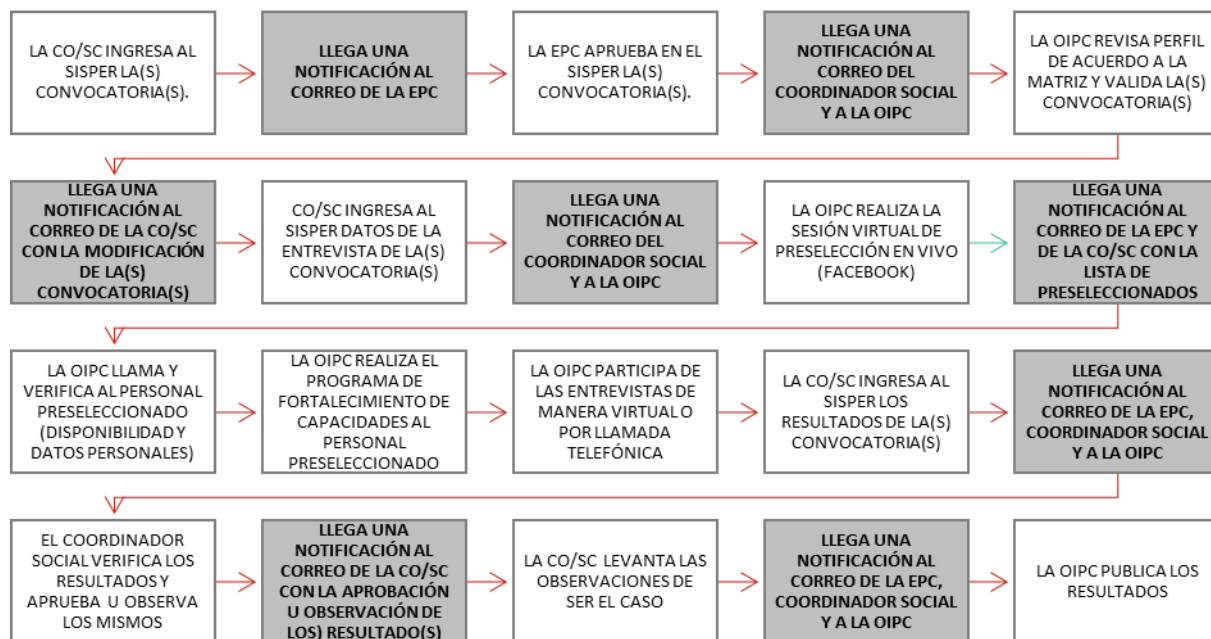 LA CO/SC INGRESA AL
SISPER LA(S)
CONVOCATORIA(S).
LLEGA UNA
NOTIFICACIÓN AL
CORREO DE LA EPC
LA EPC APRUEBA EN EL
SISPER LA(S)
CONVOCATORIA(S).
LLEGA UNA
NOTIFICACIÓN AL
CORREO DEL
COORDINADOR SOCIAL
Y A LA OIPC
LA OIPC REVISA PERFIL
DE ACUERDO A LA
MATRIZ Y VALIDA LA(S)
CONVOCATORIA(S)
LLEGA UNA
NOTIFICACIÓN AL
CORREO DE LA CO/SC
CON LA MODIFICACIÓN
DE LA(S)
CONVOCATORIA(S)
CO/SC INGRESA AL
SISPER DATOS DE LA
ENTREVISTA DE LA(S)
CONVOCATORIA(S)
LLEGA UNA
NOTIFICACIÓN AL
CORREO DEL
COORDINADOR SOCIAL
Y A LA OIPC
LA OIPC REALIZA LA
SESIÓN VIRTUAL DE
PRESELECCIÓN EN VIVO
(FACEBOOK)
LLEGA UNA
NOTIFICACIÓN AL
CORREO DE LA EPC Y
DE LA CO/SC CON LA
LISTA DE
PRESELECCIONADOS
LA OIPC LLAMA Y
VERIFICA AL PERSONAL
PRESELECCIONADO
(DISPONIBILIDAD Y
DATOS PERSONALES)
LA OIPC REALIZA EL
PROGRAMA DE
FORTALECIMIENTO DE
CAPACIDADES AL
PERSONAL
PRESELECCIONADO
LA OIPC PARTICIPA DE
LAS ENTREVISTAS DE
MANERA VIRTUAL O
POR LLAMADA
TELEFÓNICA
LA CO/SC INGRESA AL
SISPER LOS
RESULTADOS DE LA(S)
CONVOCATORIA(S)
LLEGA UNA
NOTIFICACIÓN AL
CORREO DE LA EPC,
COORDINADOR SOCIAL
Y A LA OIPC
EL COORDINADOR
SOCIAL VERIFICA LOS
RESULTADOS Y
APRUEBA U OBSERVA
LOS MISMOS
LLEGA UNA
NOTIFICACIÓN AL
CORREO DE LA CO/SC
CON LA APROBACIÓN
U OBSERVACIÓN DE
LOS) RESULTADO(S)
LA CO/SC LEVANTA LAS
OBSERVACIONES DE
SER EL CASO
LLEGA UNA
NOTIFICACIÓN AL
CORREO DE LA EPC,
COORDINADOR SOCIAL
Y A LA OIPC
LA OIPC PUBLICA LOS
RESULTADOS